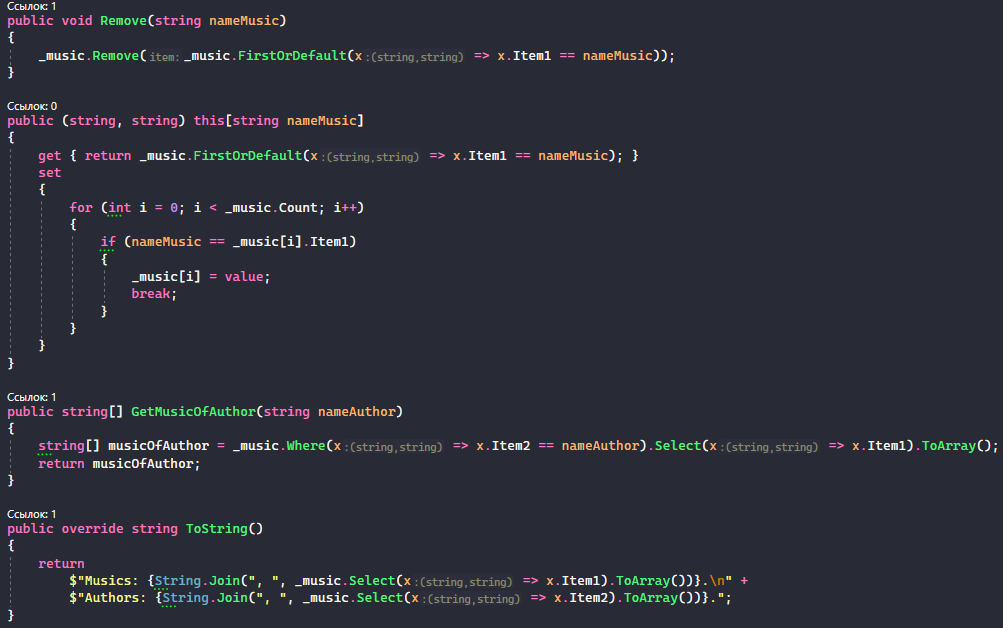 Ссылок: 1
public void Remove(string nameMusic)
{
    _music.Remove(item: _music.FirstOrDefault(x :(string,string) => x.Item1 == nameMusic));
}
Ссылок: 0
public (string, string) this[string nameMusic]
{
    get { return _music.FirstOrDefault(x :(string,string) => x.Item1 == nameMusic); }
    set
    {
        for (int i = 0; i < _music.Count; i++)
        {
            if (nameMusic == _music[i].Item1)
            {
                _music[i] = value;
                break;
            }
        }
    }
}
Ссылок: 1
public string[] GetMusicOfAuthor(string nameAuthor)
{
    string[] musicOfAuthor = _music.Where(x :(string,string) => x.Item2 == nameAuthor).Select(x :(string,string) => x.Item1).ToArray();
    return musicOfAuthor;
}
Ссылок: 1
public override string ToString()
{
    return
        $"Musics: {String.Join(", ", _music.Select(x :(string,string) => x.Item1).ToArray())}.\n" +
        $"Authors: {String.Join(", ", _music.Select(x :(string,string) => x.Item2).ToArray())}.";
}